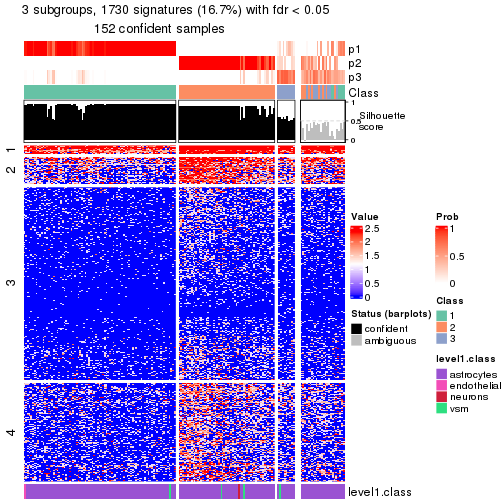 3 subgroups, 1730 signatures (16.7%) with fdr < 0.05
152 confident samples
p1
p2
p3
Class
1
0.5
0
Silhouette
score
1
2
3
4
level1.class
Value
2.5
2
1.5
1
0.5
0
Prob
1
0.5
0
Status (barplots)
confident
ambiguous
Class
1
2
3
level1.class
astrocytes
endothelial
neurons
vsm